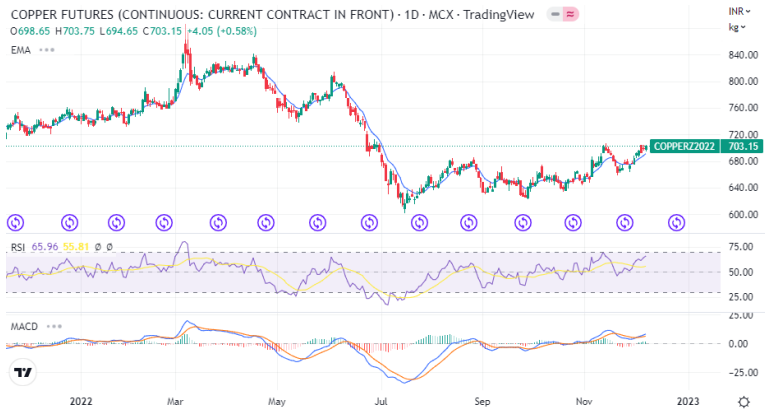 COPPER FUTURES (CONTINUOUS: CURRENT CONTRACT IN FRONT) · 1D · MCX · TradingView
INR
O698.65 H703.75 L694.65 C703.15 +4.05 (+0.58%)
kg
EMA
840.00
800.00
760.00
720.00
COPPERZ2022 703.15
680.00
640.00
600.00
RSI 65.96 55.81 Ø Ø
75.00
50.00
25.00
MACD
25.00
0.00
−25.00
2022 Mar May Jul Sep Nov 2023